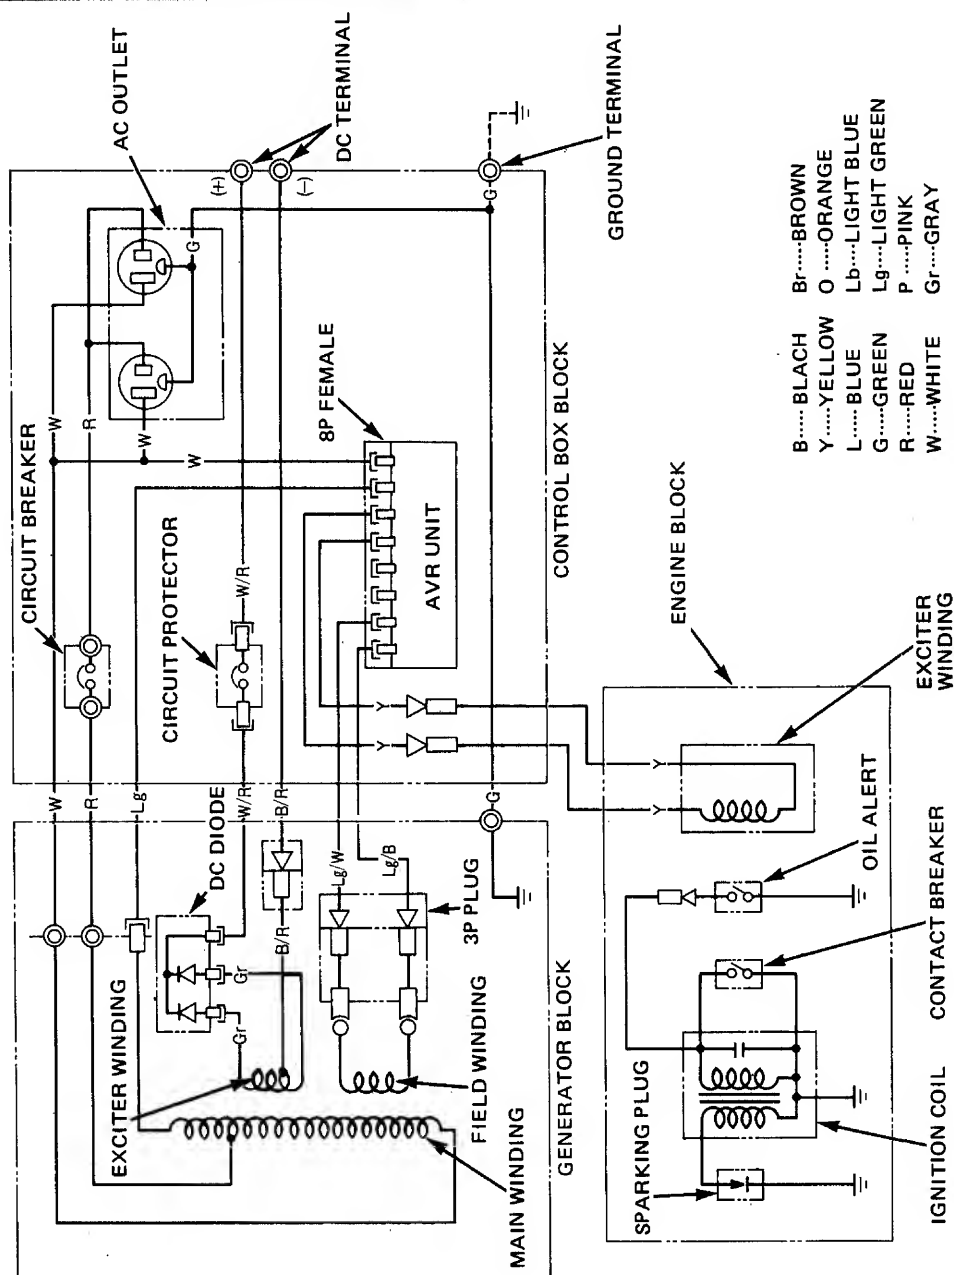 AC OUTLET
DC TERMINAL
GROUND TERMINAL
(+)
(−)
G
G
CIRCUIT BREAKER
W
R
W
W
8P FEMALE
CIRCUIT PROTECTOR
W/R
AVR UNIT
CONTROL BOX BLOCK
Y
Y
W
R
Lg
W/R
B/R
G
DC DIODE
Lg/W
Lg/B
3P PLUG
B/R
Gr
Gr
EXCITER WINDING
FIELD WINDING
MAIN WINDING
GENERATOR BLOCK
ENGINE BLOCK
EXCITER
WINDING
Y
Y
OIL ALERT
CONTACT BREAKER
SPARKING PLUG
IGNITION COIL
B····· BLACH
Y ·····YELLOW
L ·····BLUE
G·····GREEN
R·····RED
W····WHITE
Br·····BROWN
O ·····ORANGE
Lb····LIGHT BLUE
Lg····LIGHT GREEN
P ·····PINK
Gr····GRAY